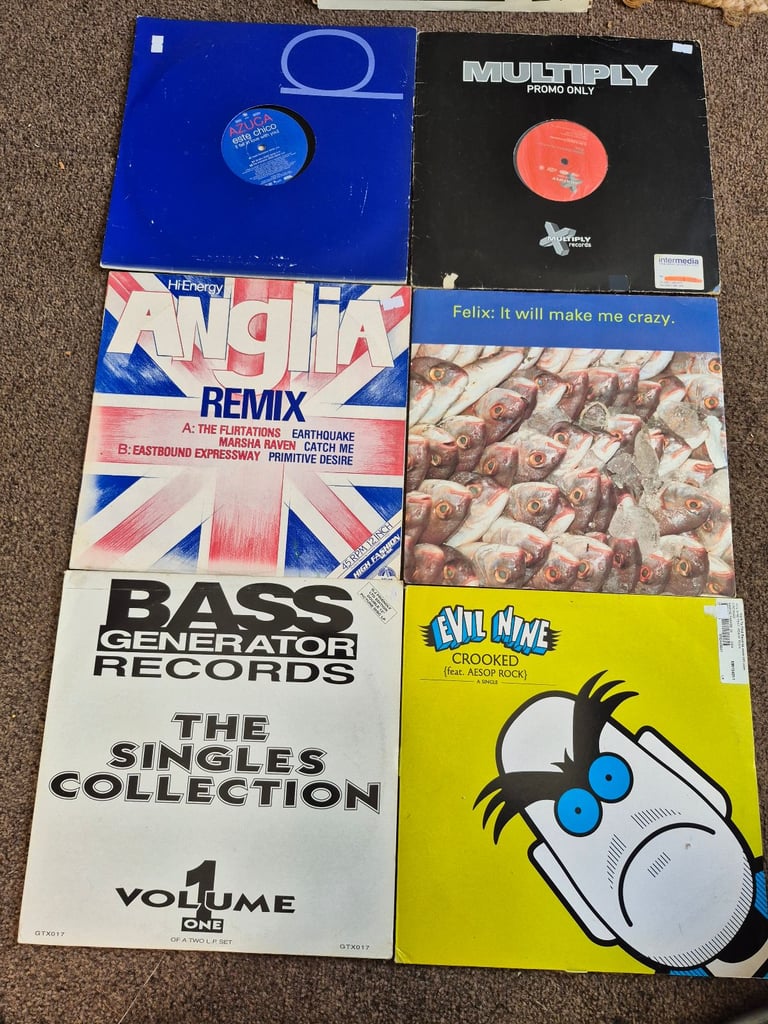 AZUCA
este chico
MULTIPLY
PROMO ONLY
MULTIPLY
records
intermedia
HiEnergy
ANGliA
REMIX
A: THE FLIRTATIONS EARTHQUAKE
MARSHA RAVEN CATCH ME
B: EASTBOUND EXPRESSWAY PRIMITIVE DESIRE
45 RPM 12 INCH
HIGH FASHION
Felix: It will make me crazy.
BASS
GENERATOR
RECORDS
THE
SINGLES
COLLECTION
VOLUME
1
ONE
GTX017
OF A TWO L.P. SET
GTX017
EVIL NINE
CROOKED
{feat. AESOP ROCK}
A SINGLE